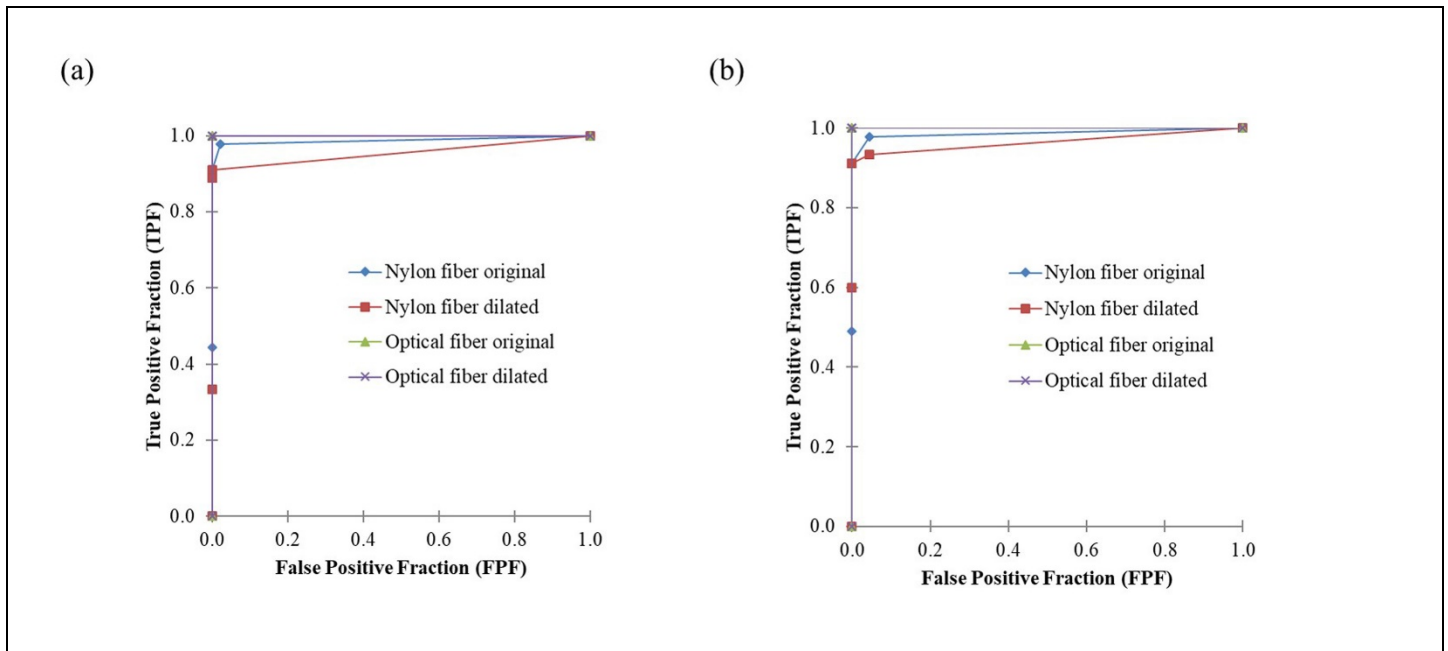 (a)
True Positive Fraction (TPF)
1.0
0.8
0.6
0.4
0.2
0.0
Nylon fiber original
Nylon fiber dilated
Optical fiber original
Optical fiber dilated
0.0 0.2 0.4 0.6 0.8 1.0
False Positive Fraction (FPF)
(b)
True Positive Fraction (TPF)
1.0
0.8
0.6
0.4
0.2
0.0
Nylon fiber original
Nylon fiber dilated
Optical fiber original
Optical fiber dilated
0.0 0.2 0.4 0.6 0.8 1.0
False Positive Fraction (FPF)